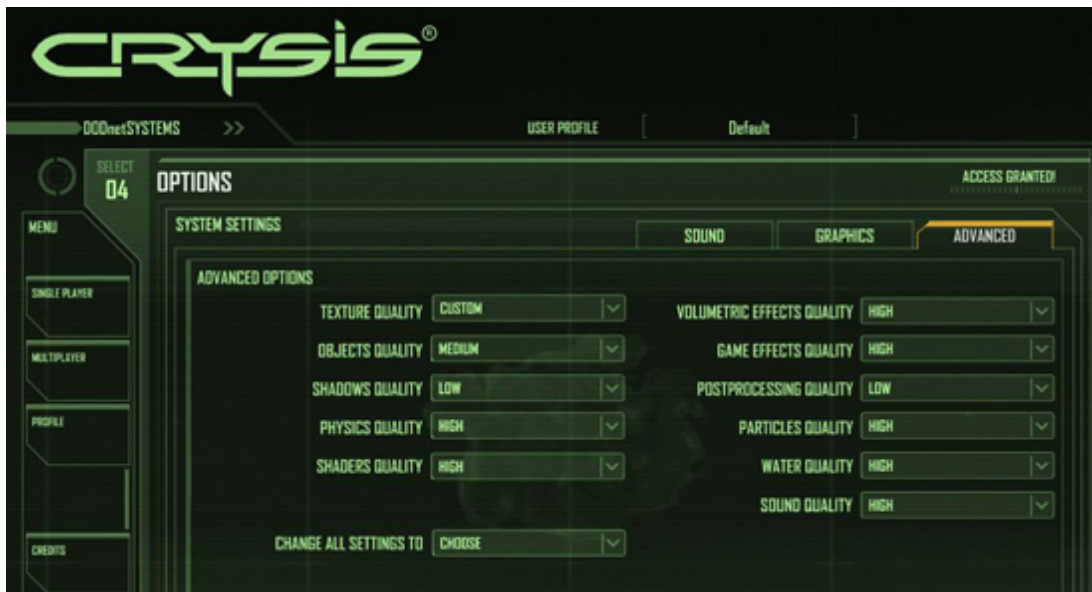 CRYSIS®
DODnetSYSTEMS >> USER PROFILE [ Default ]
SELECT
04
OPTIONS
ACCESS GRANTED!
MENU
SINGLE PLAYER
MULTIPLAYER
PROFILE
CREDITS
SYSTEM SETTINGS
SOUND GRAPHICS ADVANCED
ADVANCED OPTIONS
TEXTURE QUALITY CUSTOM
OBJECTS QUALITY MEDIUM
SHADOWS QUALITY LOW
PHYSICS QUALITY HIGH
SHADERS QUALITY HIGH
CHANGE ALL SETTINGS TO CHOOSE
VOLUMETRIC EFFECTS QUALITY HIGH
GAME EFFECTS QUALITY HIGH
POSTPROCESSING QUALITY LOW
PARTICLES QUALITY HIGH
WATER QUALITY HIGH
SOUND QUALITY HIGH